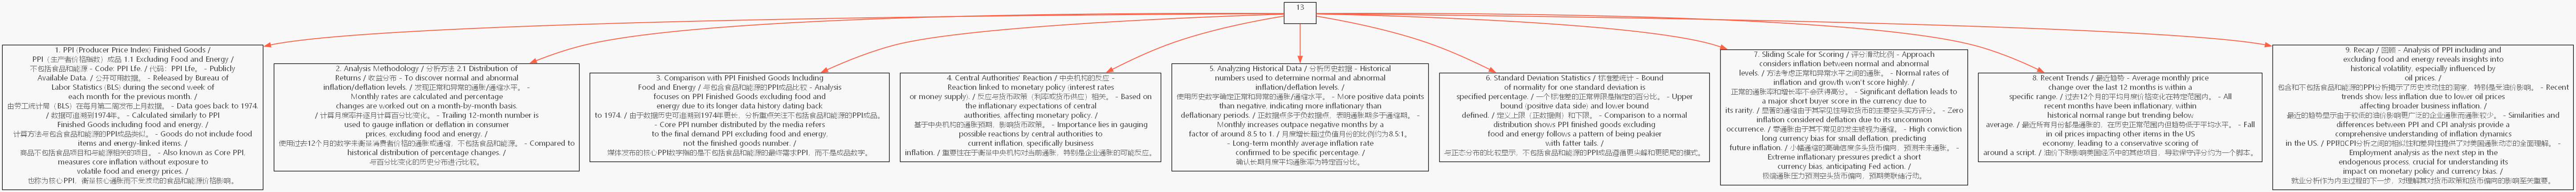 13
1. PPI (Producer Price Index) Finished Goods /
PPI（生产者价格指数）成品 1.1 Excluding Food and Energy /
不包括食品和能源 - Code: PPI Lfe. / 代码：PPI Lfe。 - Publicly
Available Data. / 公开可用数据。 - Released by Bureau of
Labor Statistics (BLS) during the second week of
each month for the previous month. /
由劳工统计局（BLS）在每月第二周发布上月数据。 - Data goes back to 1974.
/ 数据可追溯到1974年。 - Calculated similarly to PPI
Finished Goods including food and energy. /
计算方法与包含食品和能源的PPI成品类似。 - Goods do not include food
items and energy-linked items. /
商品不包括食品项目和与能源相关的项目。 - Also known as Core PPI,
measures core inflation without exposure to
volatile food and energy prices. /
也称为核心PPI，衡量核心通胀而不受波动的食品和能源价格影响。
2. Analysis Methodology / 分析方法 2.1 Distribution of
Returns / 收益分布 - To discover normal and abnormal
inflation/deflation levels. / 发现正常和异常的通胀/通缩水平。 -
Monthly rates are calculated and percentage
changes are worked out on a month-by-month basis.
/ 计算月度率并逐月计算百分比变化。 - Trailing 12-month number is
used to gauge inflation or deflation in consumer
prices, excluding food and energy. /
使用过去12个月的数字来衡量消费者价格的通胀或通缩，不包括食品和能源。 - Compared to
historical distribution of percentage changes. /
与百分比变化的历史分布进行比较。
3. Comparison with PPI Finished Goods Including
Food and Energy / 与包含食品和能源的PPI成品比较 - Analysis
focuses on PPI Finished Goods excluding food and
energy due to its longer data history dating back
to 1974. / 由于数据历史可追溯到1974年更长，分析重点关注不包括食品和能源的PPI成品。
- Core PPI number distributed by the media refers
to the final demand PPI excluding food and energy,
not the finished goods number. /
媒体发布的核心PPI数字指的是不包括食品和能源的最终需求PPI，而不是成品数字。
4. Central Authorities' Reaction / 中央机构的反应 -
Reaction linked to monetary policy (interest rates
or money supply). / 反应与货币政策（利率或货币供应）相关。 - Based on
the inflationary expectations of central
authorities, affecting monetary policy. /
基于中央机构的通胀预期，影响货币政策。 - Importance lies in gauging
possible reactions by central authorities to
current inflation, specifically business
inflation. / 重要性在于衡量中央机构对当前通胀，特别是企业通胀的可能反应。
5. Analyzing Historical Data / 分析历史数据 - Historical
numbers used to determine normal and abnormal
inflation/deflation levels. /
使用历史数字确定正常和异常的通胀/通缩水平。 - More positive data points
than negative, indicating more inflationary than
deflationary periods. / 正数据点多于负数据点，表明通胀期多于通缩期。 -
Monthly increases outpace negative months by a
factor of around 8.5 to 1. / 月度增长超过负值月份的比例约为8.5:1。
- Long-term monthly average inflation rate
confirmed to be specific percentage. /
确认长期月度平均通胀率为特定百分比。
6. Standard Deviation Statistics / 标准差统计 - Bound
of normality for one standard deviation is
specified percentage. / 一个标准差的正常界限是指定的百分比。 - Upper
bound (positive data side) and lower bound
defined. / 定义上限（正数据侧）和下限。 - Comparison to a normal
distribution shows PPI finished goods excluding
food and energy follows a pattern of being peakier
with fatter tails. /
与正态分布的比较显示，不包括食品和能源的PPI成品遵循更尖峰和更肥尾的模式。
7. Sliding Scale for Scoring / 评分滑动比例 - Approach
considers inflation between normal and abnormal
levels. / 方法考虑正常和异常水平之间的通胀。 - Normal rates of
inflation and growth won't score highly. /
正常的通胀率和增长率不会获得高分。 - Significant deflation leads to
a major short buyer score in the currency due to
its rarity. / 显著的通缩由于其罕见性导致货币的主要空头买方评分。 - Zero
inflation considered deflation due to its uncommon
occurrence. / 零通胀由于其不常见的发生被视为通缩。 - High conviction
long currency bias for small deflation, predicting
future inflation. / 小幅通缩的高确信度多头货币偏向，预测未来通胀。 -
Extreme inflationary pressures predict a short
currency bias, anticipating Fed action. /
极端通胀压力预测空头货币偏向，预期美联储行动。
8. Recent Trends / 最近趋势 - Average monthly price
change over the last 12 months is within a
specific range. / 过去12个月的平均月度价格变化在特定范围内。 - All
recent months have been inflationary, within
historical normal range but trending below
average. / 最近所有月份都是通胀的，在历史正常范围内但趋势低于平均水平。 - Fall
in oil prices impacting other items in the US
economy, leading to a conservative scoring of
around a script. / 油价下跌影响美国经济中的其他项目，导致保守评分约为一个脚本。
9. Recap / 回顾 - Analysis of PPI including and
excluding food and energy reveals insights into
historical volatility, especially influenced by
oil prices. /
包含和不包含食品和能源的PPI分析揭示了历史波动性的洞察，特别是受油价影响。 - Recent
trends show less inflation due to lower oil prices
affecting broader business inflation. /
最近的趋势显示由于较低的油价影响更广泛的企业通胀而通胀较少。 - Similarities and
differences between PPI and CPI analysis provide a
comprehensive understanding of inflation dynamics
in the US. / PPI和CPI分析之间的相似性和差异性提供了对美国通胀动态的全面理解。 -
Employment analysis as the next step in the
endogenous process, crucial for understanding its
impact on monetary policy and currency bias. /
就业分析作为内生过程的下一步，对理解其对货币政策和货币偏向的影响至关重要。